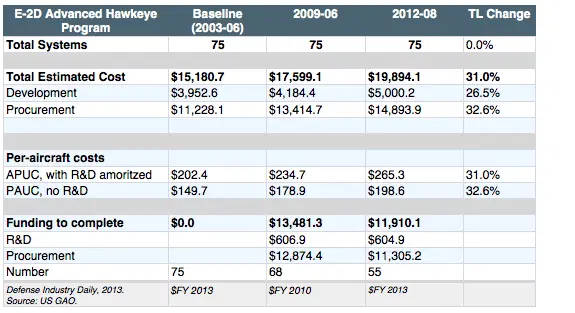 E-2D Advanced Hawkeye Program Baseline (2003-06) 2009-06 2012-08 TL Change
Total Systems 75 75 75 0.0%
Total Estimated Cost $15,180.7 $17,599.1 $19,894.1 31.0%
Development $3,952.6 $4,184.4 $5,000.2 26.5%
Procurement $11,228.1 $13,414.7 $14,893.9 32.6%
Per-aircraft costs
APUC, with R&D amoritzed $202.4 $234.7 $265.3 31.0%
PAUC, no R&D $149.7 $178.9 $198.6 32.6%
Funding to complete $0.0 $13,481.3 $11,910.1
R&D $606.9 $604.9
Procurement $12,874.4 $11,305.2
Number 75 68 55
Defense Industry Daily, 2013. $FY 2013 $FY 2010 $FY 2013
Source: US GAO.